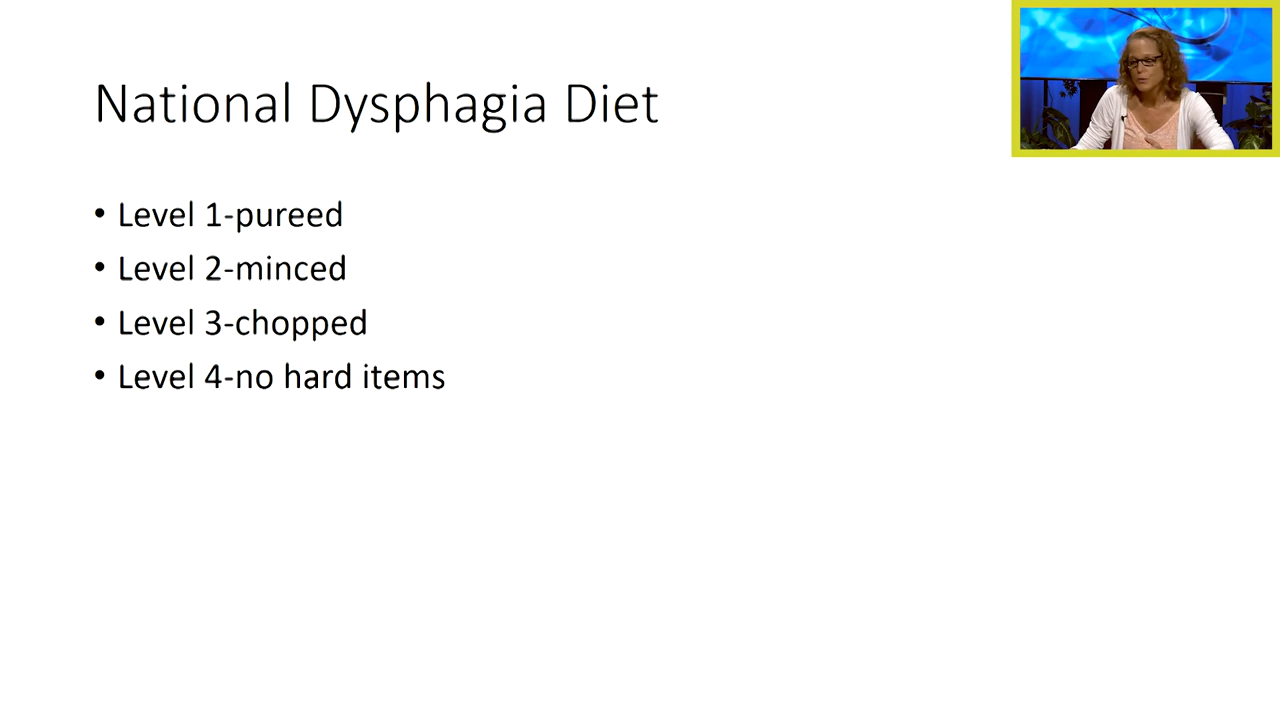 National Dysphagia Diet
• Level 1-pureed
• Level 2-minced
• Level 3-chopped
• Level 4-no hard items